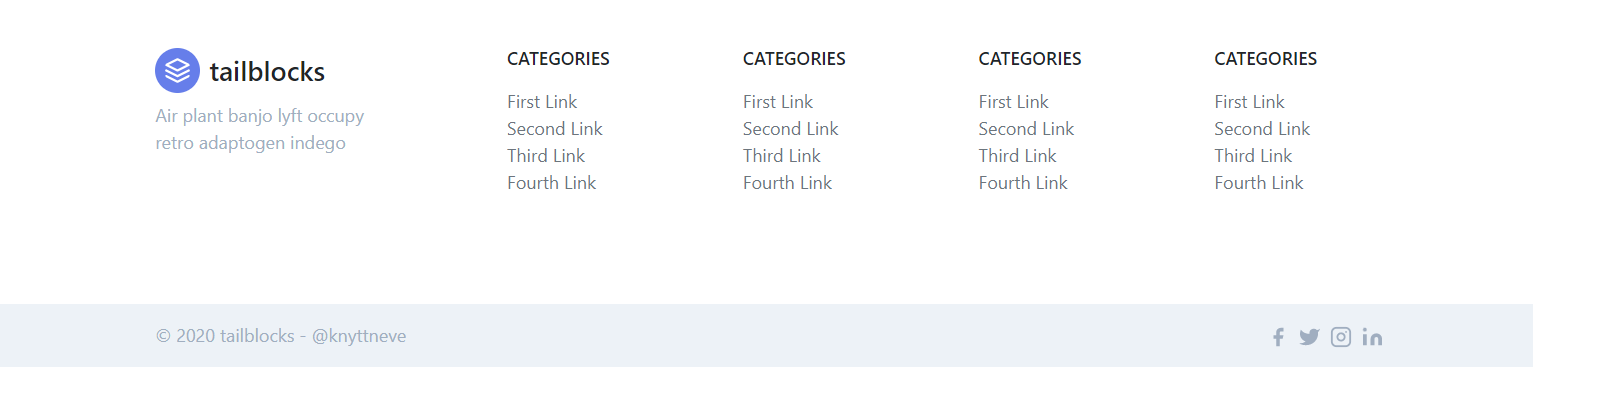 tailblocks
Air plant banjo lyft occupy
retro adaptogen indego
CATEGORIES
First Link
Second Link
Third Link
Fourth Link
CATEGORIES
First Link
Second Link
Third Link
Fourth Link
CATEGORIES
First Link
Second Link
Third Link
Fourth Link
CATEGORIES
First Link
Second Link
Third Link
Fourth Link
© 2020 tailblocks - @knyttneve